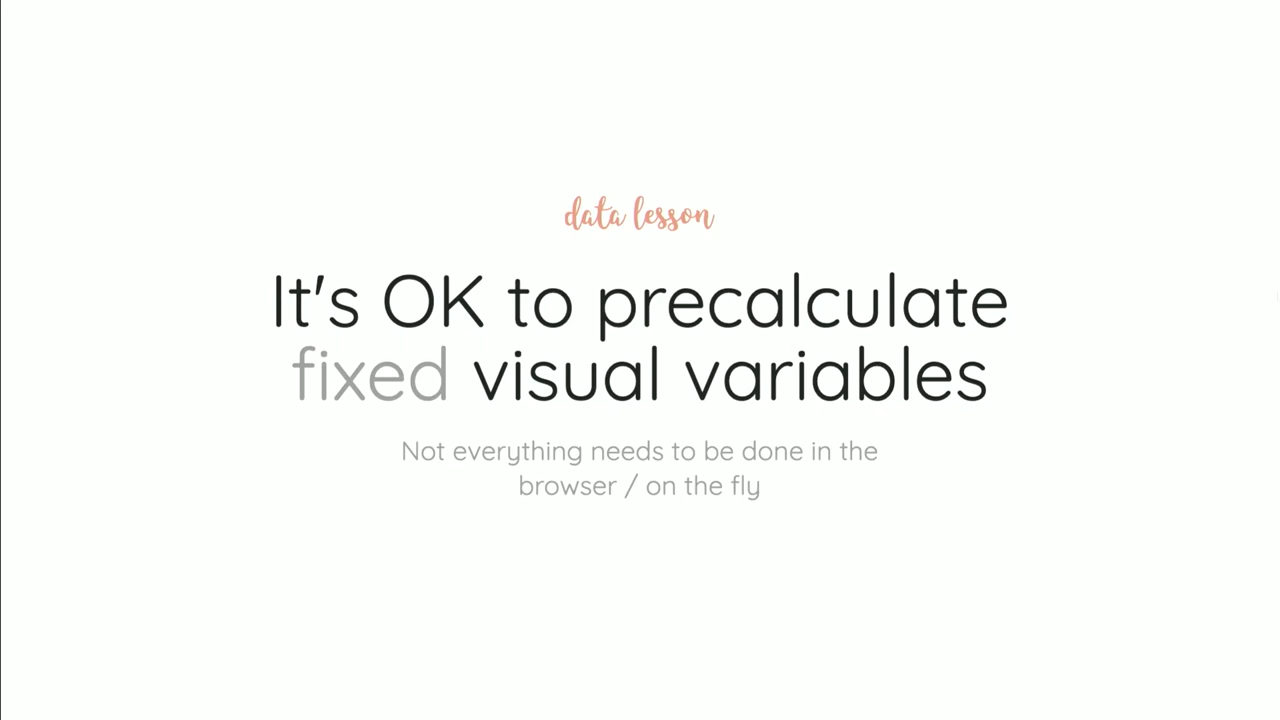 data lesson
It's OK to precalculate
fixed visual variables
Not everything needs to be done in the
browser / on the fly